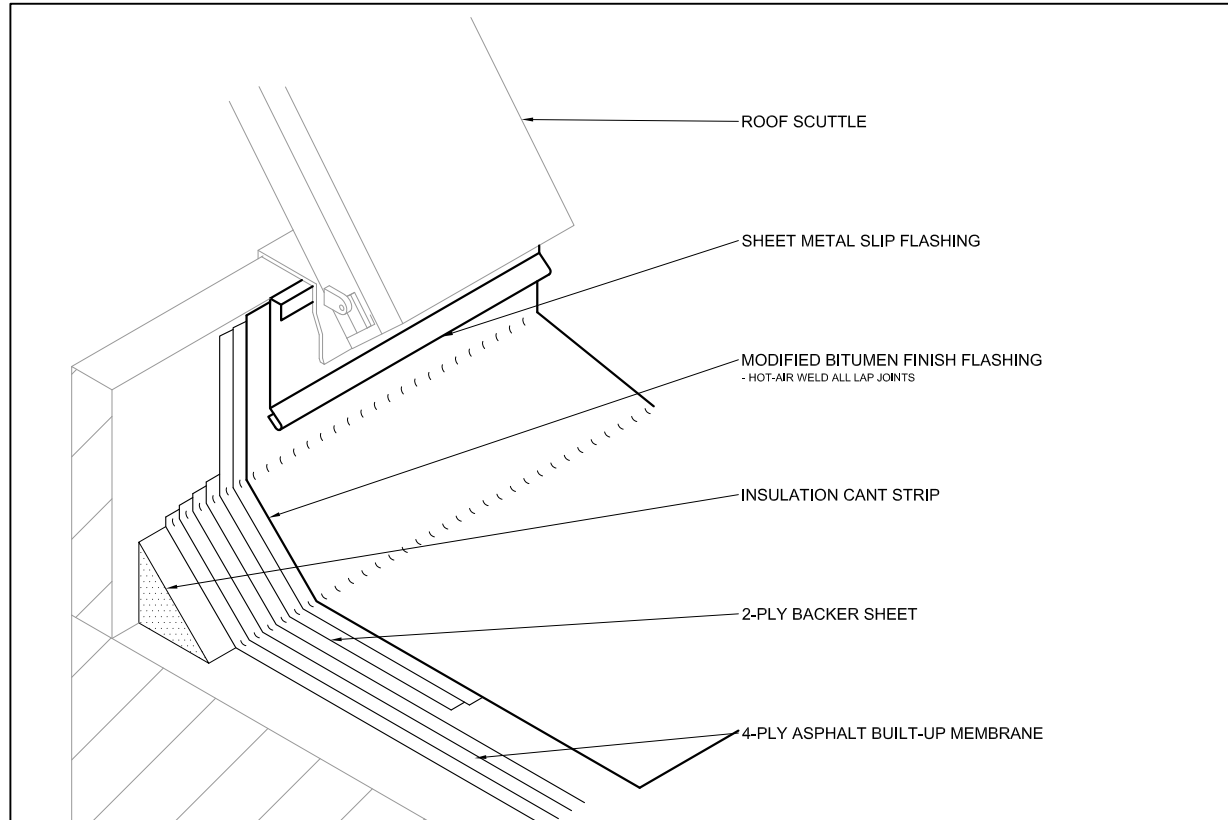 ROOF SCUTTLE
SHEET METAL SLIP FLASHING
MODIFIED BITUMEN FINISH FLASHING
- HOT-AIR WELD ALL LAP JOINTS
INSULATION CANT STRIP
2-PLY BACKER SHEET
4-PLY ASPHALT BUILT-UP MEMBRANE